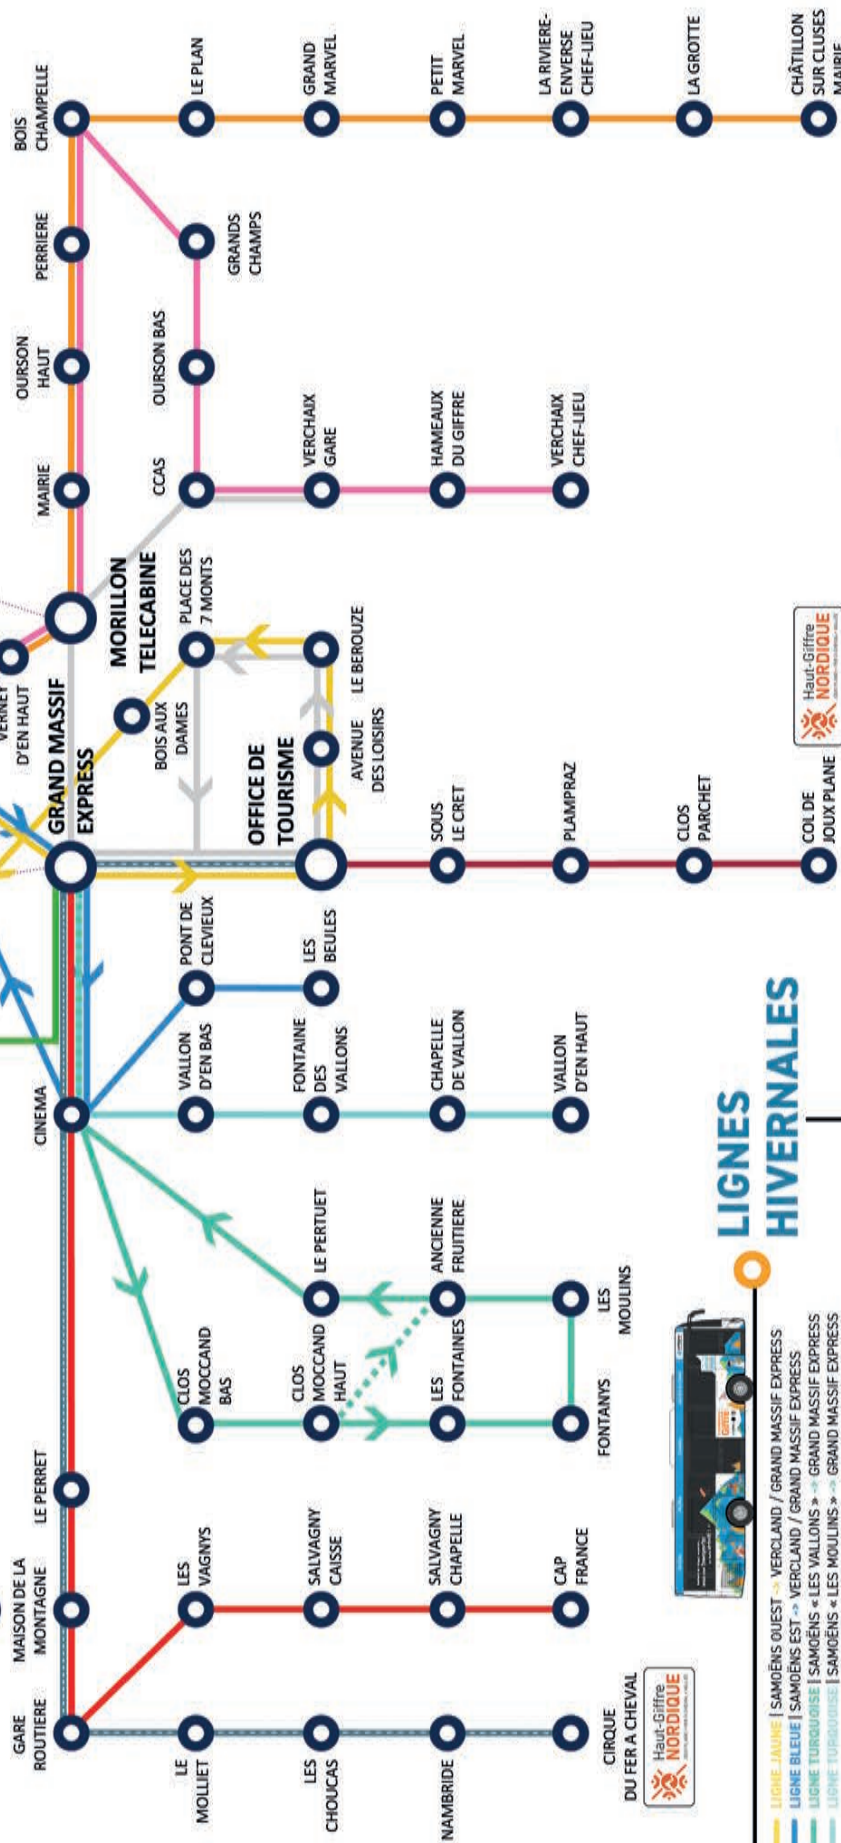 BOIS
CHAMPELLE
LE PLAN
GRAND
MARVEL
PETIT
MARVEL
LA RIVIERE-
ENVERSE
CHEF-LIEU
LA GROTTE
CHÂTILLON
SUR CLUSES
MAIRIE
PERRIERE
GRANDS
CHAMPS
OURSON
HAUT
OURSON BAS
MAIRIE
CCAS
VERCHAIX
GARE
HAMEAUX
DU GIFFRE
VERCHAIX
CHEF-LIEU
MORILLON
TELECABINE
VERNEY
D'EN HAUT
PLACE DES
7 MONTS
BOIS AUX
DAMES
LE BEROUZE
AVENUE
DES LOISIRS
GRAND MASSIF
EXPRESS
OFFICE DE
TOURISME
SOUS
LE CRET
PLAMPRAZ
CLOS
PARCHET
COL DE
JOUX PLANE
Haut-Giffre
NORDIQUE
PONT DE
CLEVIEUX
LES
BEULES
CINEMA
VALLON
D'EN BAS
FONTAINE
DES
VALLONS
CHAPELLE
DE VALLON
VALLON
D'EN HAUT
LE PERTUET
ANCIENNE
FRUITIERE
LES
MOULINS
CLOS
MOCCAND
BAS
CLOS
MOCCAND
HAUT
LES
FONTAINES
FONTANYS
LE PERRET
MAISON DE LA
MONTAGNE
LES
VAGNYS
SALVAGNY
CAISSE
SALVAGNY
CHAPELLE
CAP
FRANCE
GARE
ROUTIERE
LE
MOLLIET
LES
CHOUCAS
NAMBRIDE
CIRQUE
DU FER A CHEVAL
Haut-Giffre
NORDIQUE
LIGNES
HIVERNALES
LIGNE JAUNE | SAMOËNS OUEST -> VERCLAND / GRAND MASSIF EXPRESS
LIGNE BLEUE | SAMOËNS EST -> VERCLAND / GRAND MASSIF EXPRESS
LIGNE TURQUOISE | SAMOËNS « LES VALLONS » -> GRAND MASSIF EXPRESS
LIGNE TURQUOISE | SAMOËNS « LES MOULINS » -> GRAND MASSIF EXPRESS